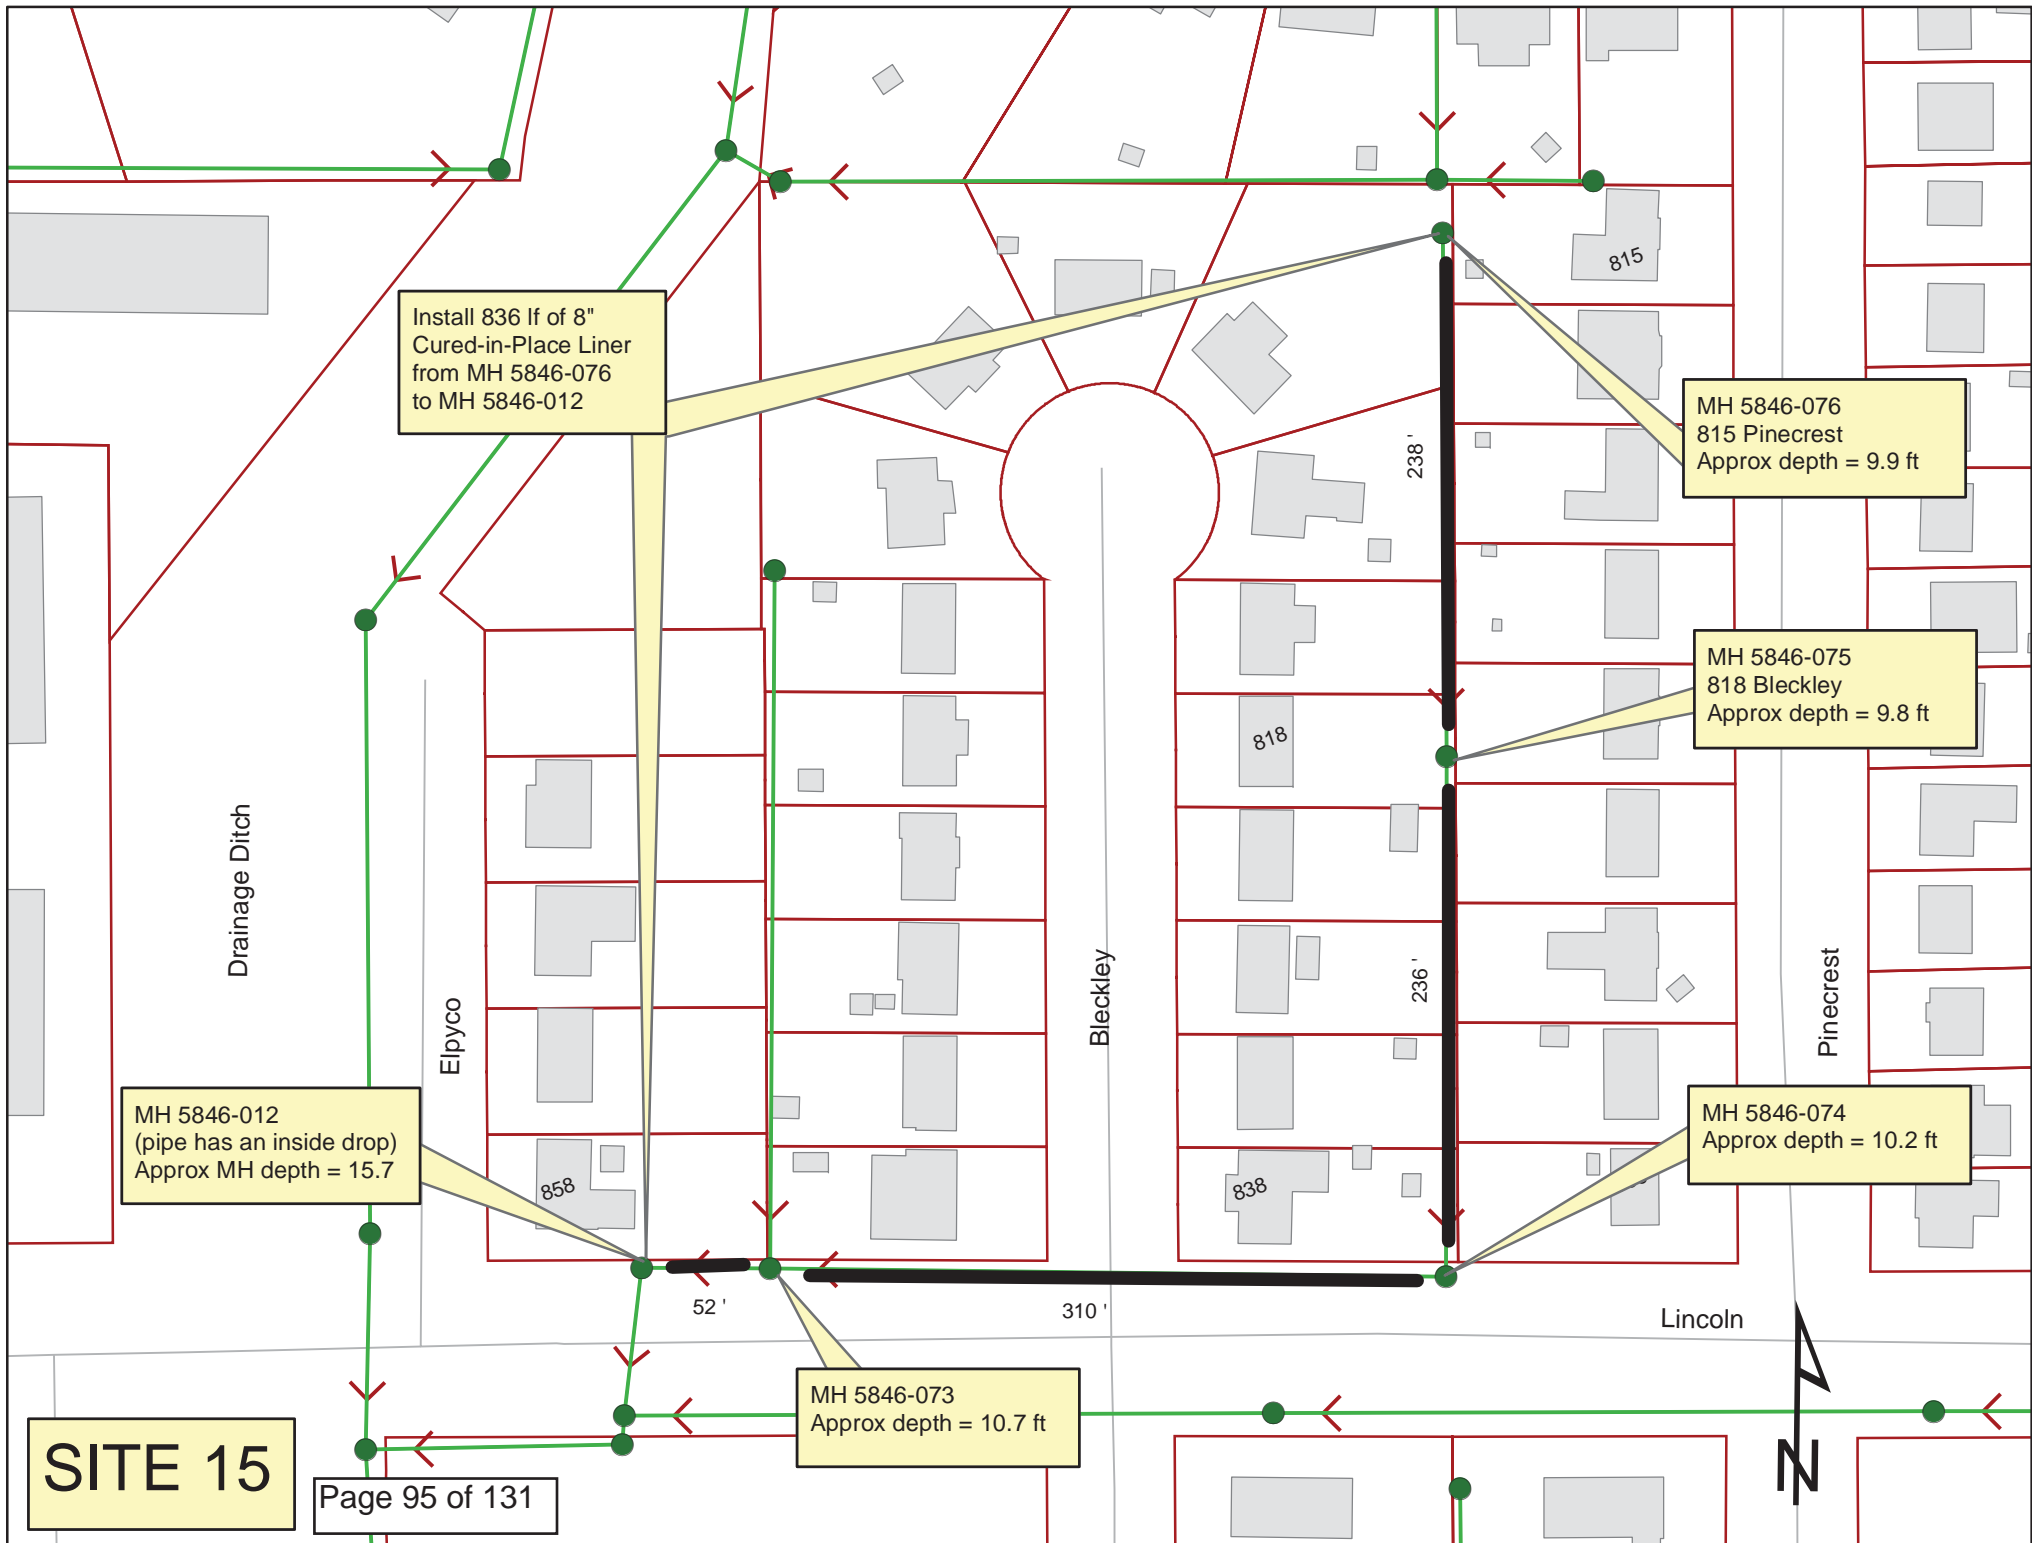 815
Install 836 lf of 8"
Cured-in-Place Liner
from MH 5846-076
to MH 5846-012
MH 5846-076
815 Pinecrest
Approx depth = 9.9 ft
238 '
MH 5846-075
818 Bleckley
Approx depth = 9.8 ft
818
Drainage Ditch
Elpyco
Bleckley
236 '
Pinecrest
MH 5846-012
(pipe has an inside drop)
Approx MH depth = 15.7
MH 5846-074
Approx depth = 10.2 ft
858
838
52 '
310 '
Lincoln
MH 5846-073
Approx depth = 10.7 ft
SITE 15
Page 95 of 131
N